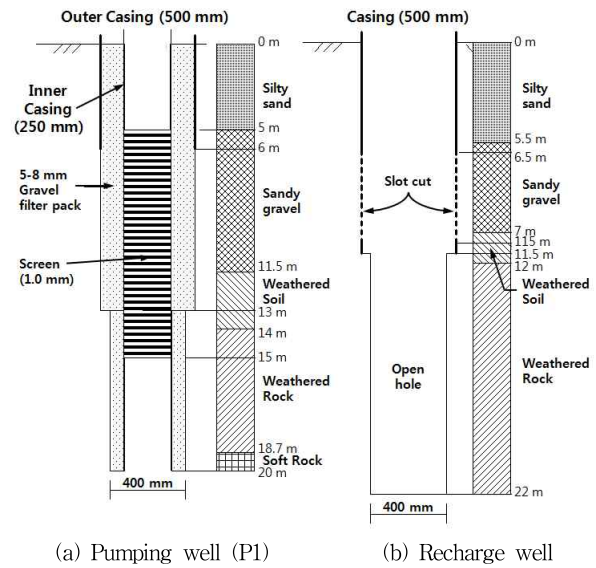 Outer Casing (500 mm)
0 m
Inner
Casing
(250 mm)
Silty
sand
5 m
6 m
5-8 mm
Gravel
filter pack
Sandy
gravel
Screen
(1.0 mm)
11.5 m
Weathered
Soil
13 m
14 m
15 m
Weathered
Rock
18.7 m
Soft Rock
20 m
400 mm
(a) Pumping well (P1)
Casing (500 mm)
0 m
Silty
sand
5.5 m
6.5 m
Slot cut
Sandy
gravel
7 m
115 m
11.5 m
12 m
Weathered
Soil
Open
hole
Weathered
Rock
22 m
400 mm
(b) Recharge well